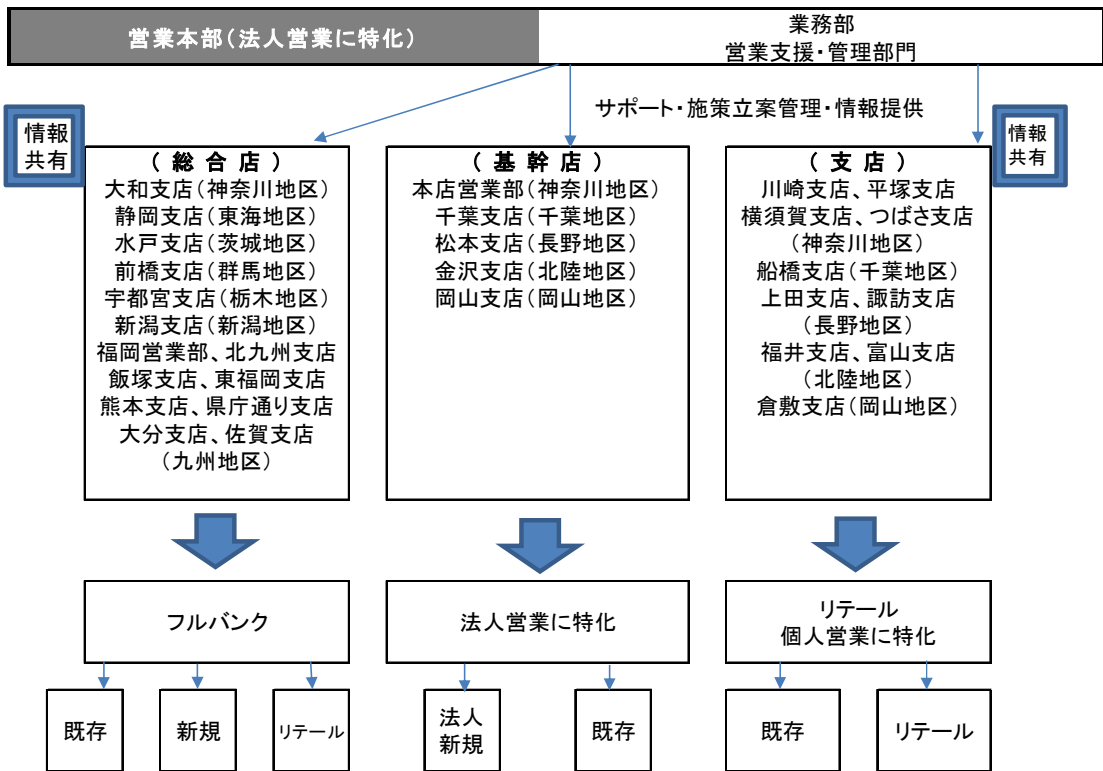 営業本部（法人営業に特化）
業務部
営業支援・管理部門
サポート・施策立案管理・情報提供
情報
共有
情報
共有
（総合店）
大和支店（神奈川地区）
静岡支店（東海地区）
水戸支店（茨城地区）
前橋支店（群馬地区）
宇都宮支店（栃木地区）
新潟支店（新潟地区）
福岡営業部、北九州支店
飯塚支店、東福岡支店
熊本支店、県庁通り支店
大分支店、佐賀支店
（九州地区）
（基幹店）
本店営業部（神奈川地区）
千葉支店（千葉地区）
松本支店（長野地区）
金沢支店（北陸地区）
岡山支店（岡山地区）
（支店）
川崎支店、平塚支店
横須賀支店、つばさ支店
（神奈川地区）
船橋支店（千葉地区）
上田支店、諏訪支店
（長野地区）
福井支店、富山支店
（北陸地区）
倉敷支店（岡山地区）
フルバンク
法人営業に特化
リテール
個人営業に特化
既存
新規
リテール
法人
新規
既存
既存
リテール